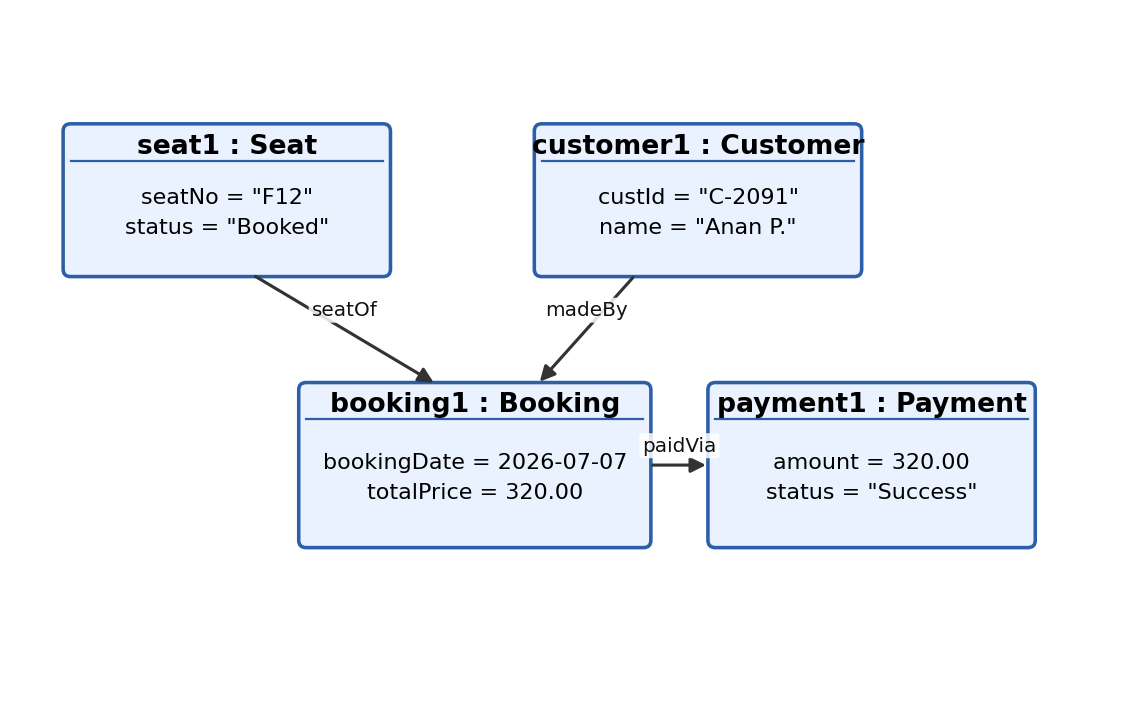 seat1 : Seat
seatNo = "F12"
status = "Booked"
customer1 : Customer
custId = "C-2091"
name = "Anan P."
seatOf
madeBy
booking1 : Booking
bookingDate = 2026-07-07
totalPrice = 320.00
paidVia
payment1 : Payment
amount = 320.00
status = "Success"